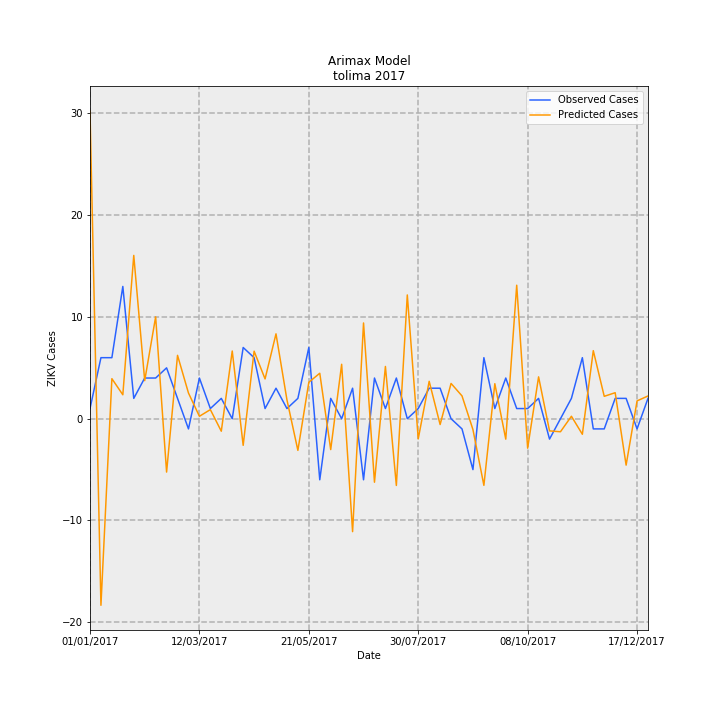 Arimax Model
tolima 2017
Observed Cases
Predicted Cases
30
20
10
0
−10
−20
ZIKV Cases
01/01/2017
12/03/2017
21/05/2017
30/07/2017
08/10/2017
17/12/2017
Date